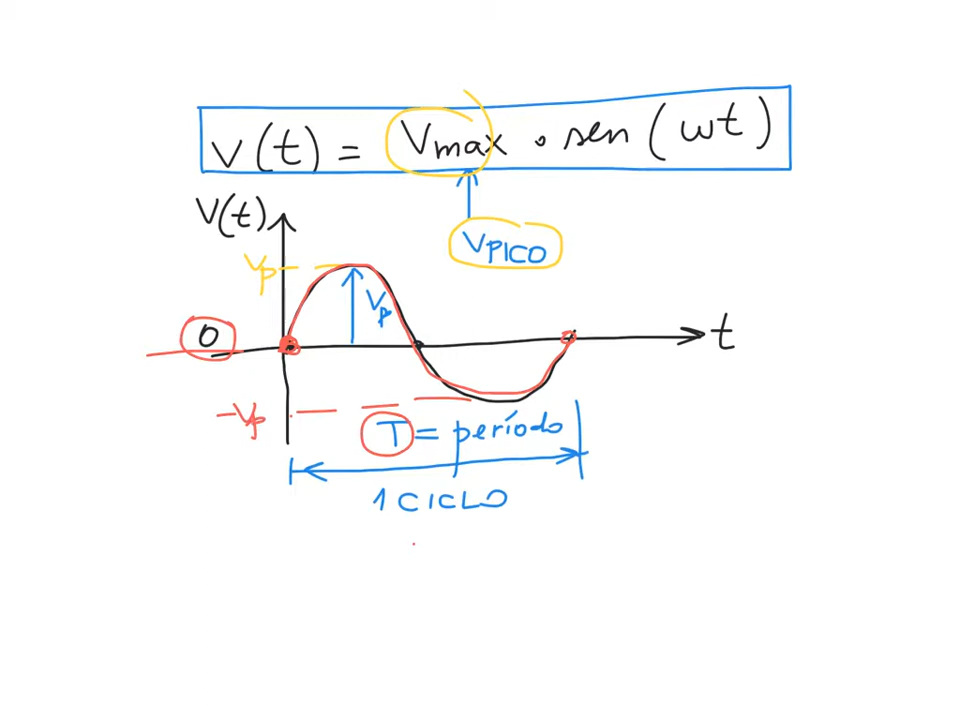 v(t) = Vmax . sen (wt)
VPICO
V(t)
Vp
Vp
0
t
-Vp
T = período
1 CICLO